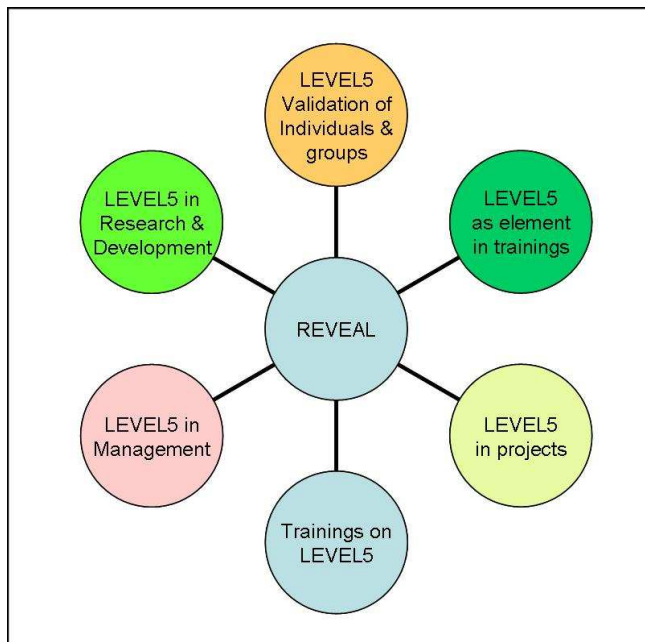 LEVEL5
Validation of
Individuals &
groups
LEVEL5 in
Research &
Development
LEVEL5
as element
in trainings
REVEAL
LEVEL5 in
Management
LEVEL5
in projects
Trainings on
LEVEL5